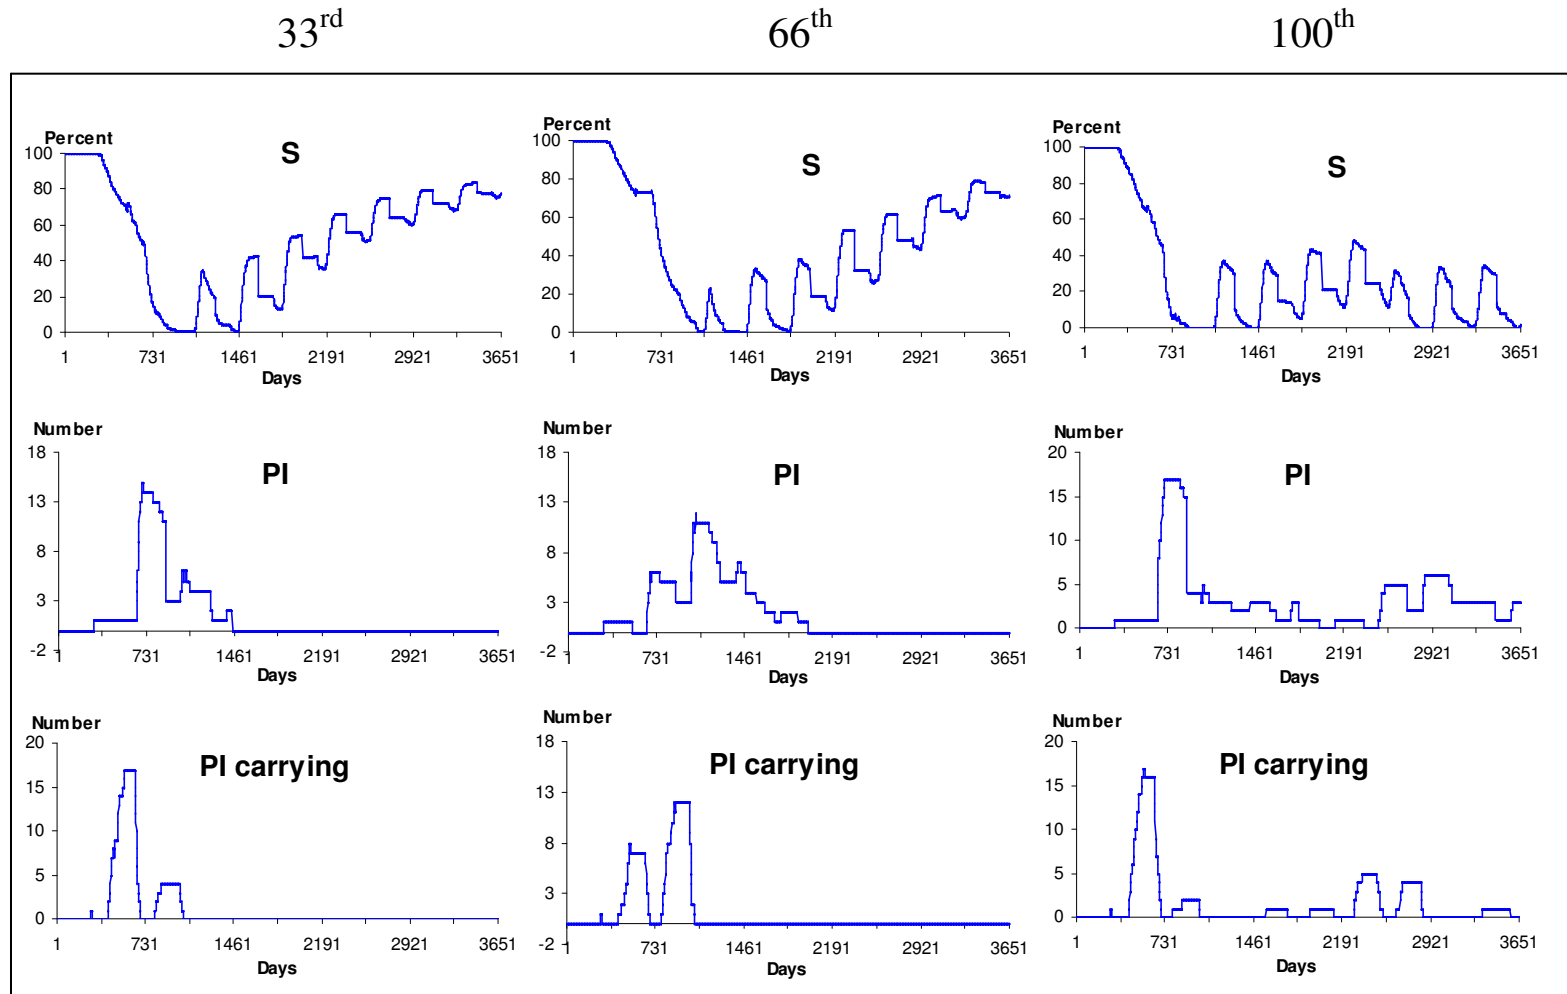 33rd 66th 100th
Percent Percent Percent
S S S
100 100 100
80 80 80
60 60 60
40 40 40
20 20 20
0 0 0
1 731 1461 2191 2921 3651 1 731 1461 2191 2921 3651 1 731 1461 2191 2921 3651
Days Days Days
Number Number Number
PI PI PI
18 18 20
13 13 15
8 8 10
3 3 5
-2 -2 0
1 731 1461 2191 2921 3651 1 731 1461 2191 2921 3651 1 731 1461 2191 2921 3651
Days Days Days
Number Number Number
PI carrying PI carrying PI carrying
20 18 20
15 13 15
10 8 10
5 3 5
0 -2 0
1 731 1461 2191 2921 3651 1 731 1461 2191 2921 3651 1 731 1461 2191 2921 3651
Days Days Days